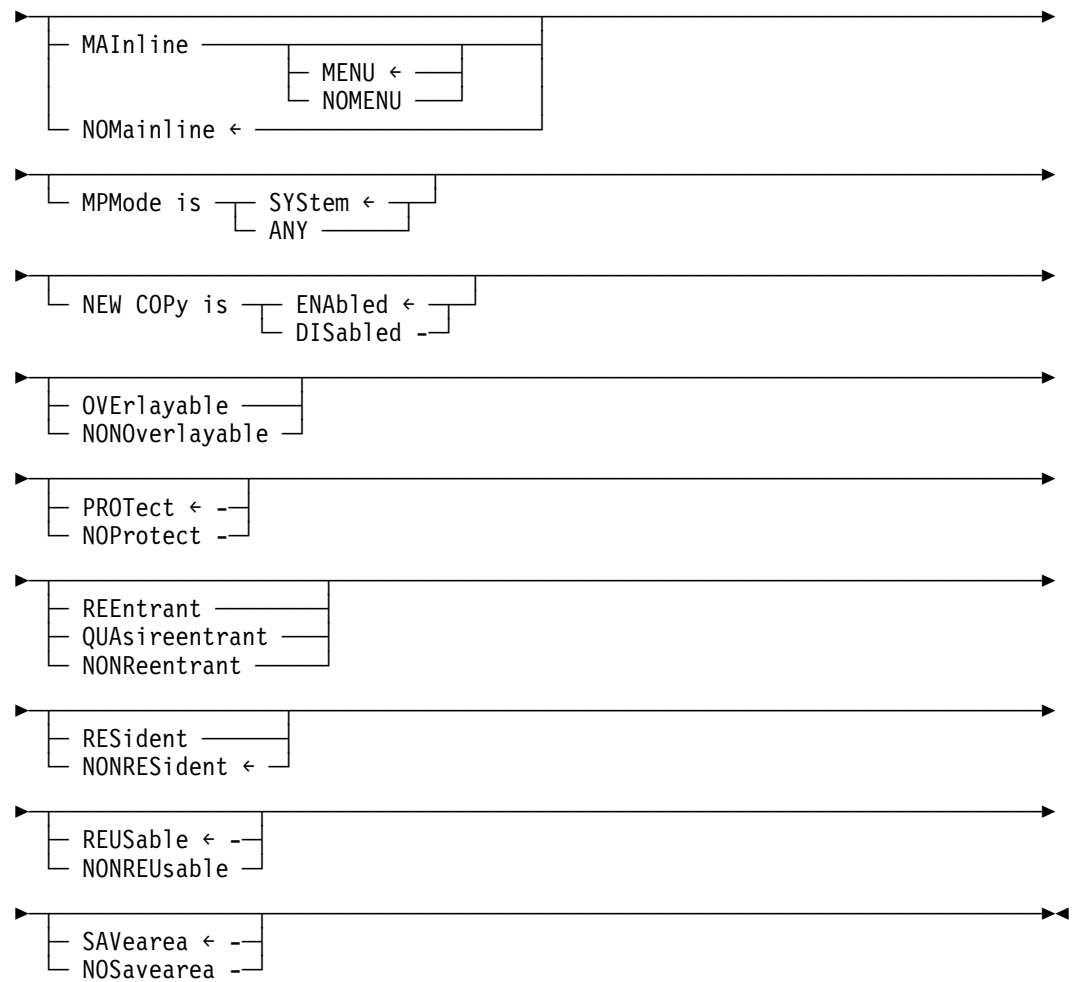 MAInline
MENU ←
NOMENU
NOMainline ←
MPMode is SYStem ←
ANY
NEW COPy is ENAbled ←
DISabled
OVErlayable
NONOverlayable
PROTect ←
NOProtect
REEntrant
QUAsireentrant
NONReentrant
RESident
NONRESident ←
REUSable ←
NONREUsable
SAVearea ←
NOSavearea